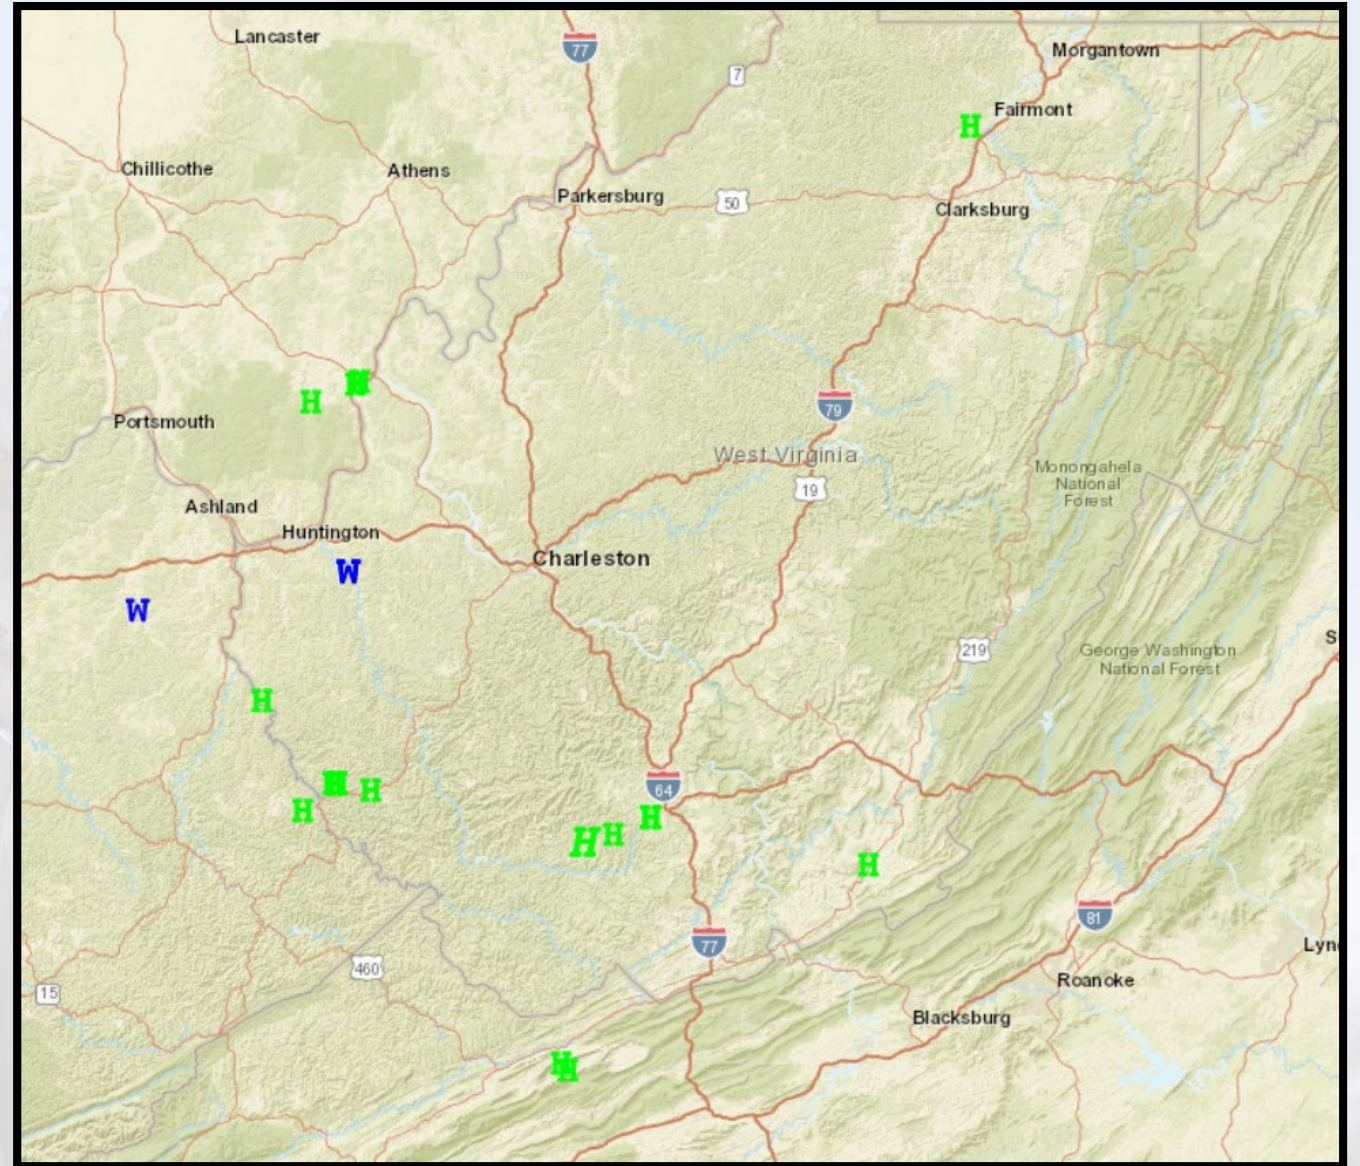 Lancaster
77
Morgantown
7
Fairmont
H
Chillicothe
Athens
Parkersburg
50
Clarksburg
H
H
H
Portsmouth
79
West Virginia
19
Monongahela
National
Forest
Ashland
Huntington
Charleston
W
W
219
George Washington
National Forest
S
H
H
H
H
H
64
H
H
H
H
H
81
Lyn
77
460
15
Roanoke
Blacksburg
H
H